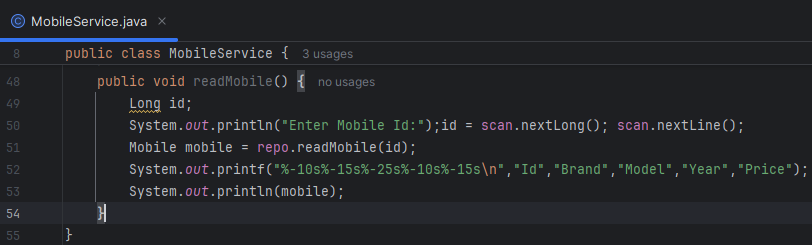 MobileService.java
8 public class MobileService { 3 usages
48 public void readMobile() { no usages
49 Long id;
50 System.out.println("Enter Mobile Id:");id = scan.nextLong(); scan.nextLine();
51 Mobile mobile = repo.readMobile(id);
52 System.out.printf("%-10s%-15s%-25s%-10s%-15s\n","Id","Brand","Model","Year","Price");
53 System.out.println(mobile);
54 }
55 }